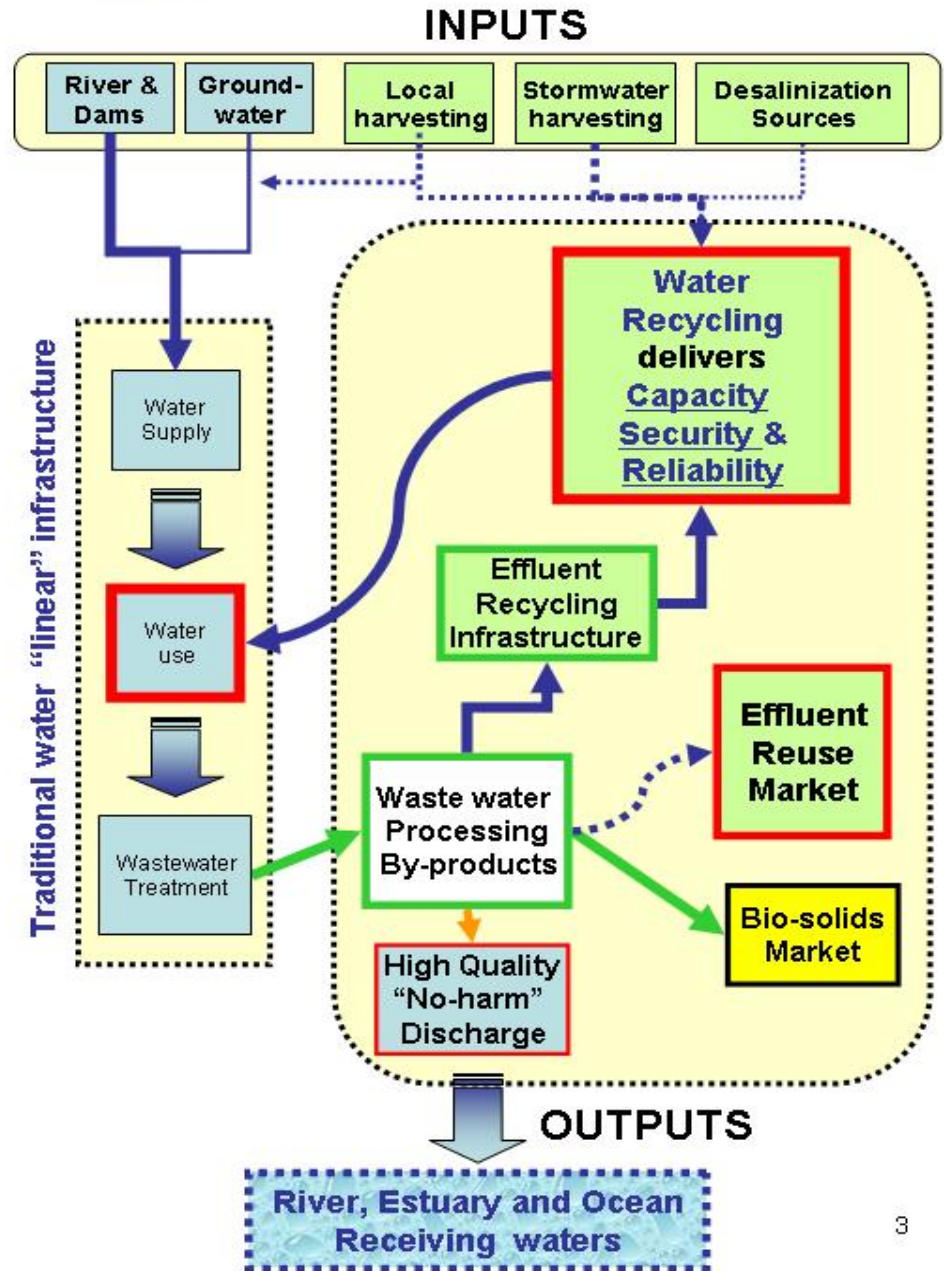 INPUTS
River &
Dams
Ground-
water
Local
harvesting
Stormwater
harvesting
Desalinization
Sources
Traditional water “linear” infrastructure
Water
Supply
Water
use
Wastewater
Treatment
Water
Recycling
delivers
Capacity
Security &
Reliability
Effluent
Recycling
Infrastructure
Effluent
Reuse
Market
Waste water
Processing
By-products
Bio-solids
Market
High Quality
“No-harm”
Discharge
OUTPUTS
River, Estuary and Ocean
Receiving waters
3